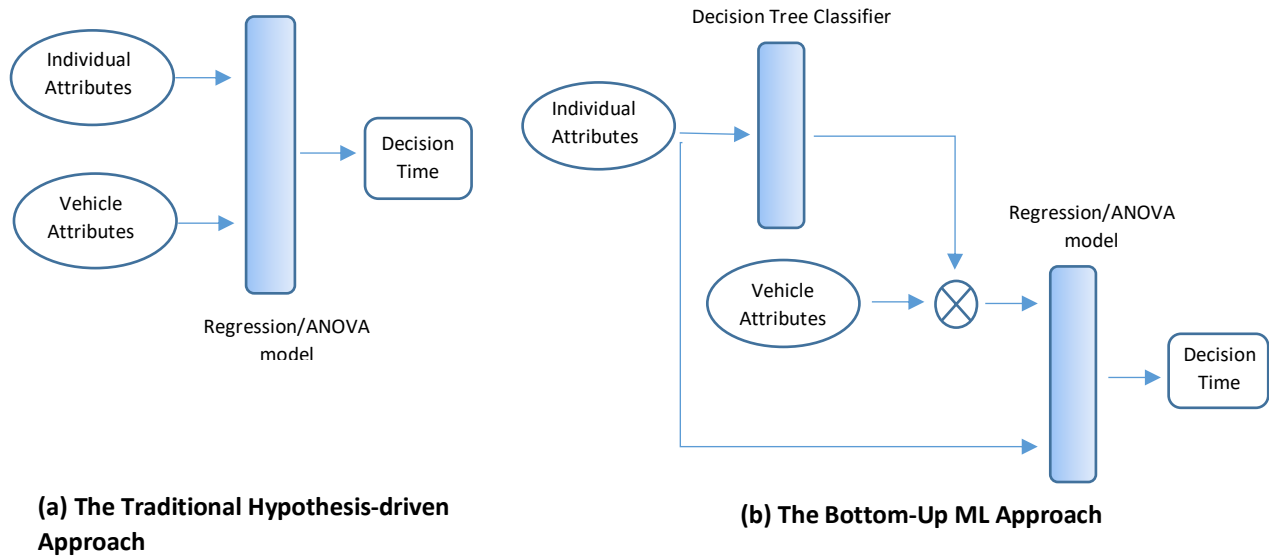 Individual
Attributes
Vehicle
Attributes
Decision
Time
Regression/ANOVA
model
(a) The Traditional Hypothesis-driven
Approach
Decision Tree Classifier
Individual
Attributes
Vehicle
Attributes
Regression/ANOVA
model
Decision
Time
(b) The Bottom-Up ML Approach